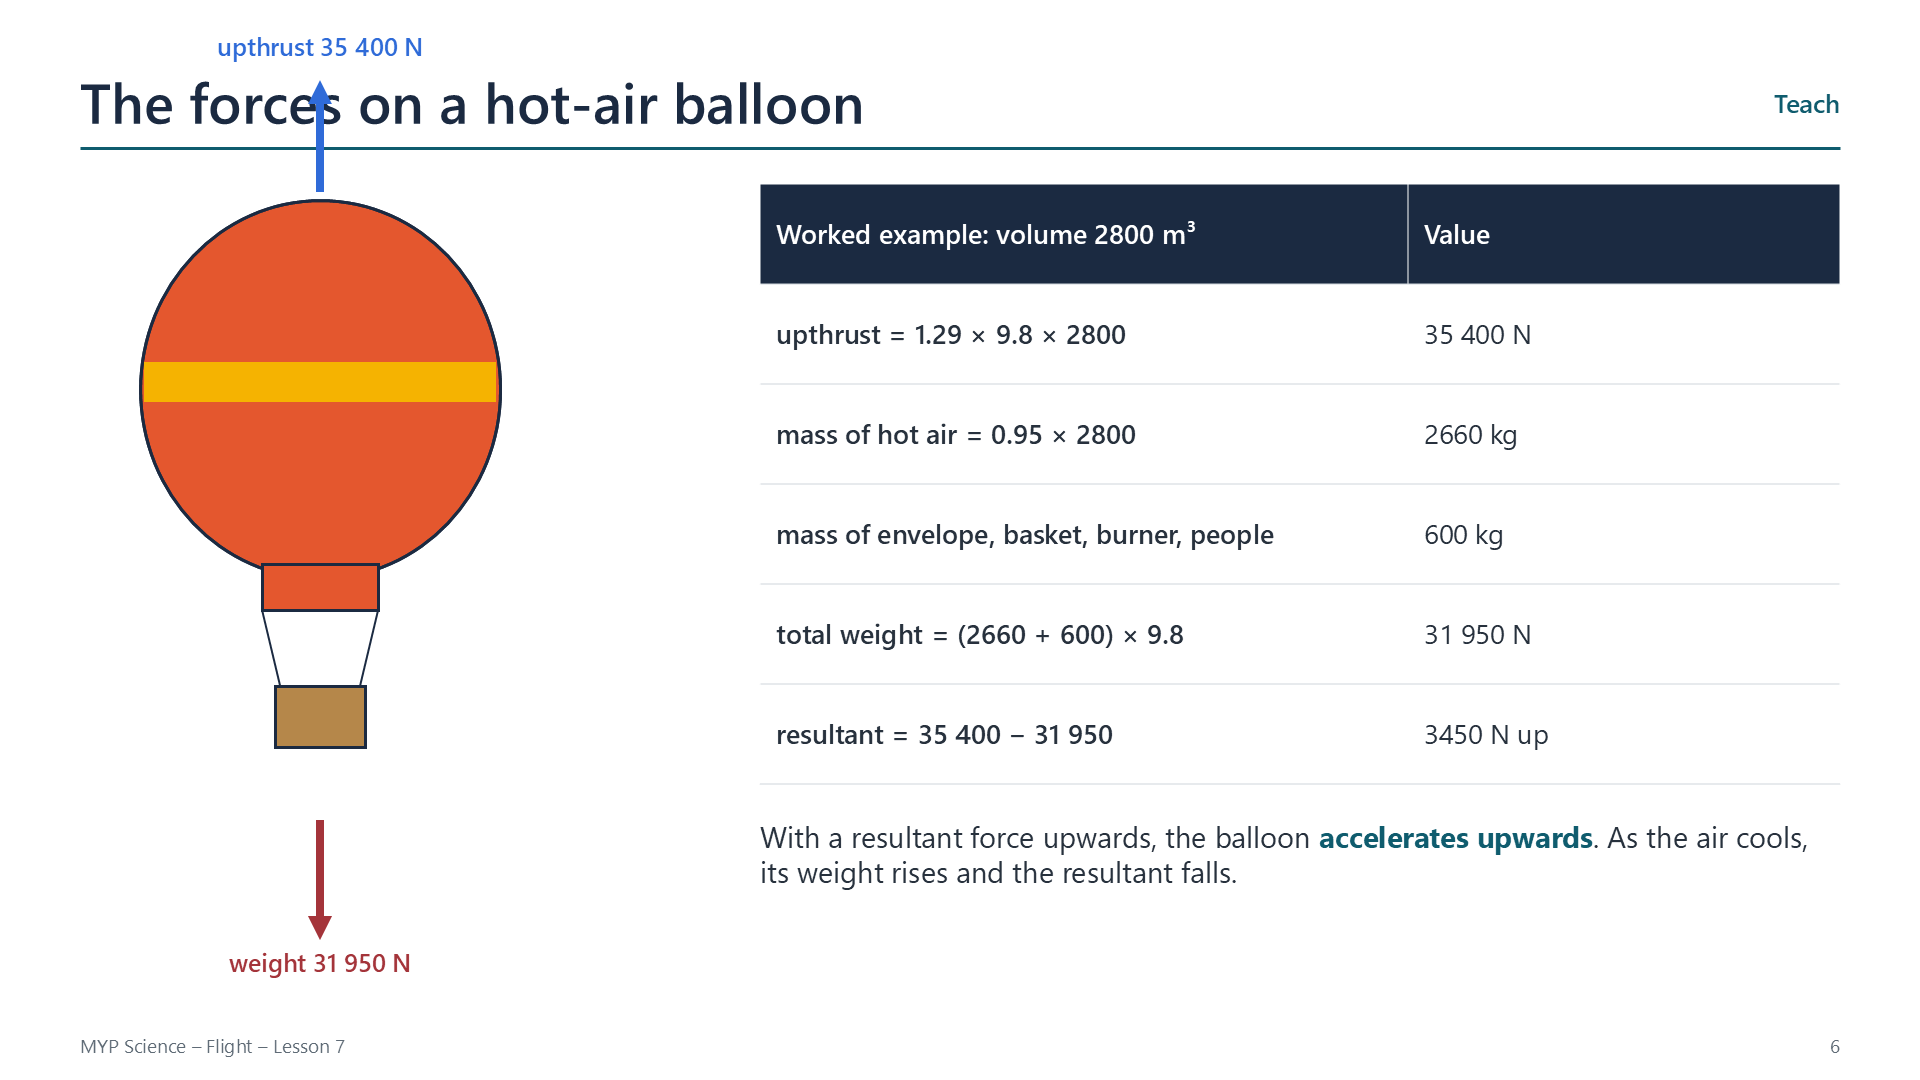 upthrust 35 400 N
The forces on a hot-air balloon
Teach
Worked example: volume 2800 m³
Value
upthrust = 1.29 × 9.8 × 2800
35 400 N
mass of hot air = 0.95 × 2800
2660 kg
mass of envelope, basket, burner, people
600 kg
total weight = (2660 + 600) × 9.8
31 950 N
resultant = 35 400 − 31 950
3450 N up
With a resultant force upwards, the balloon accelerates upwards. As the air cools,
its weight rises and the resultant falls.
weight 31 950 N
MYP Science – Flight – Lesson 7
6